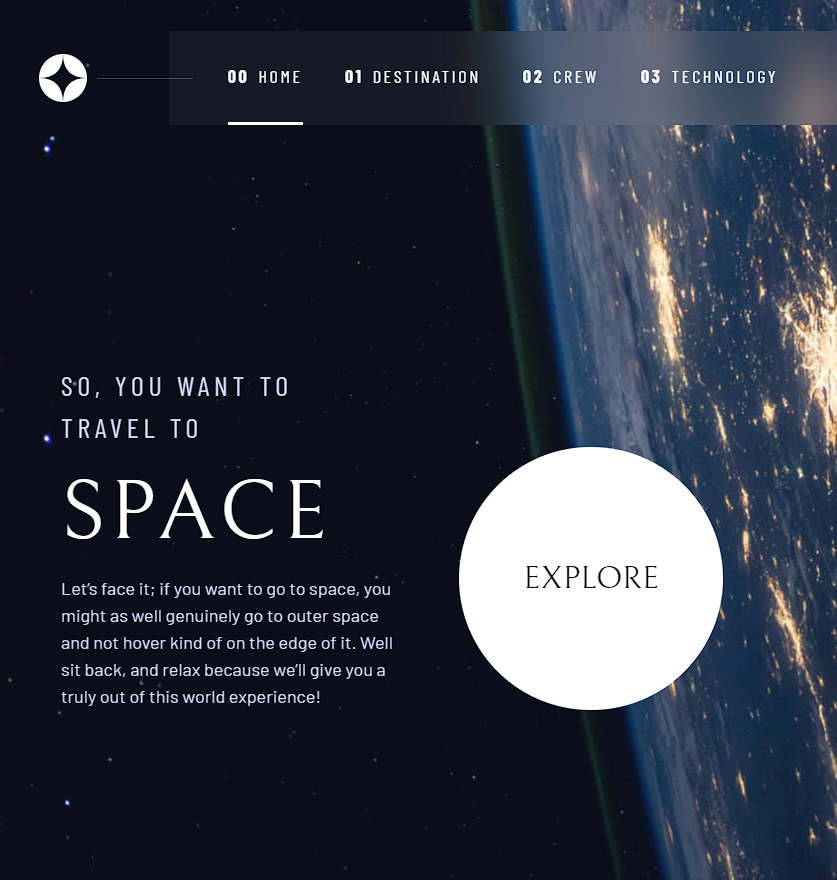 00 HOME 01 DESTINATION 02 CREW 03 TECHNOLOGY
SO, YOU WANT TO
TRAVEL TO
SPACE
Let’s face it; if you want to go to space, you
might as well genuinely go to outer space
and not hover kind of on the edge of it. Well
sit back, and relax because we’ll give you a
truly out of this world experience!
EXPLORE